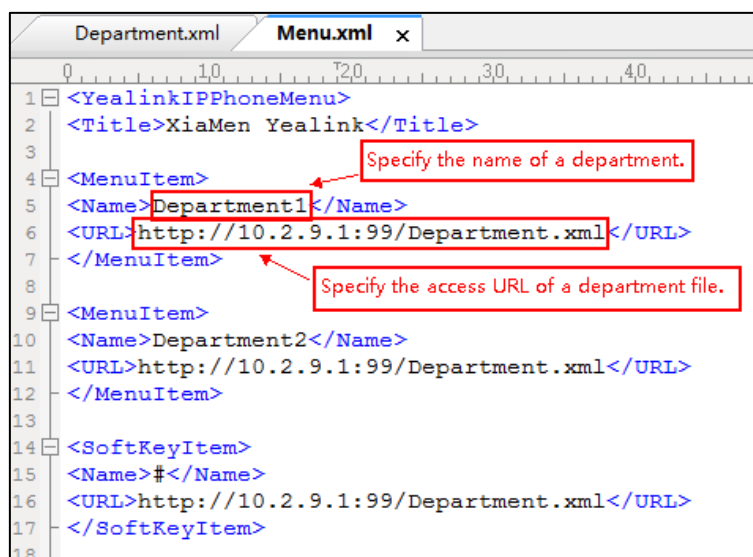 Department.xml Menu.xml x
0 10 20 30 40
1 <YealinkIPPhoneMenu>
2 <Title>XiaMen Yealink</Title>
3
Specify the name of a department.
4 <MenuItem>
5 <Name>Department1</Name>
6 <URL>http://10.2.9.1:99/Department.xml</URL>
7 </MenuItem>
Specify the access URL of a department file.
8
9 <MenuItem>
10 <Name>Department2</Name>
11 <URL>http://10.2.9.1:99/Department.xml</URL>
12 </MenuItem>
13
14 <SoftKeyItem>
15 <Name>#</Name>
16 <URL>http://10.2.9.1:99/Department.xml</URL>
17 </SoftKeyItem>
18